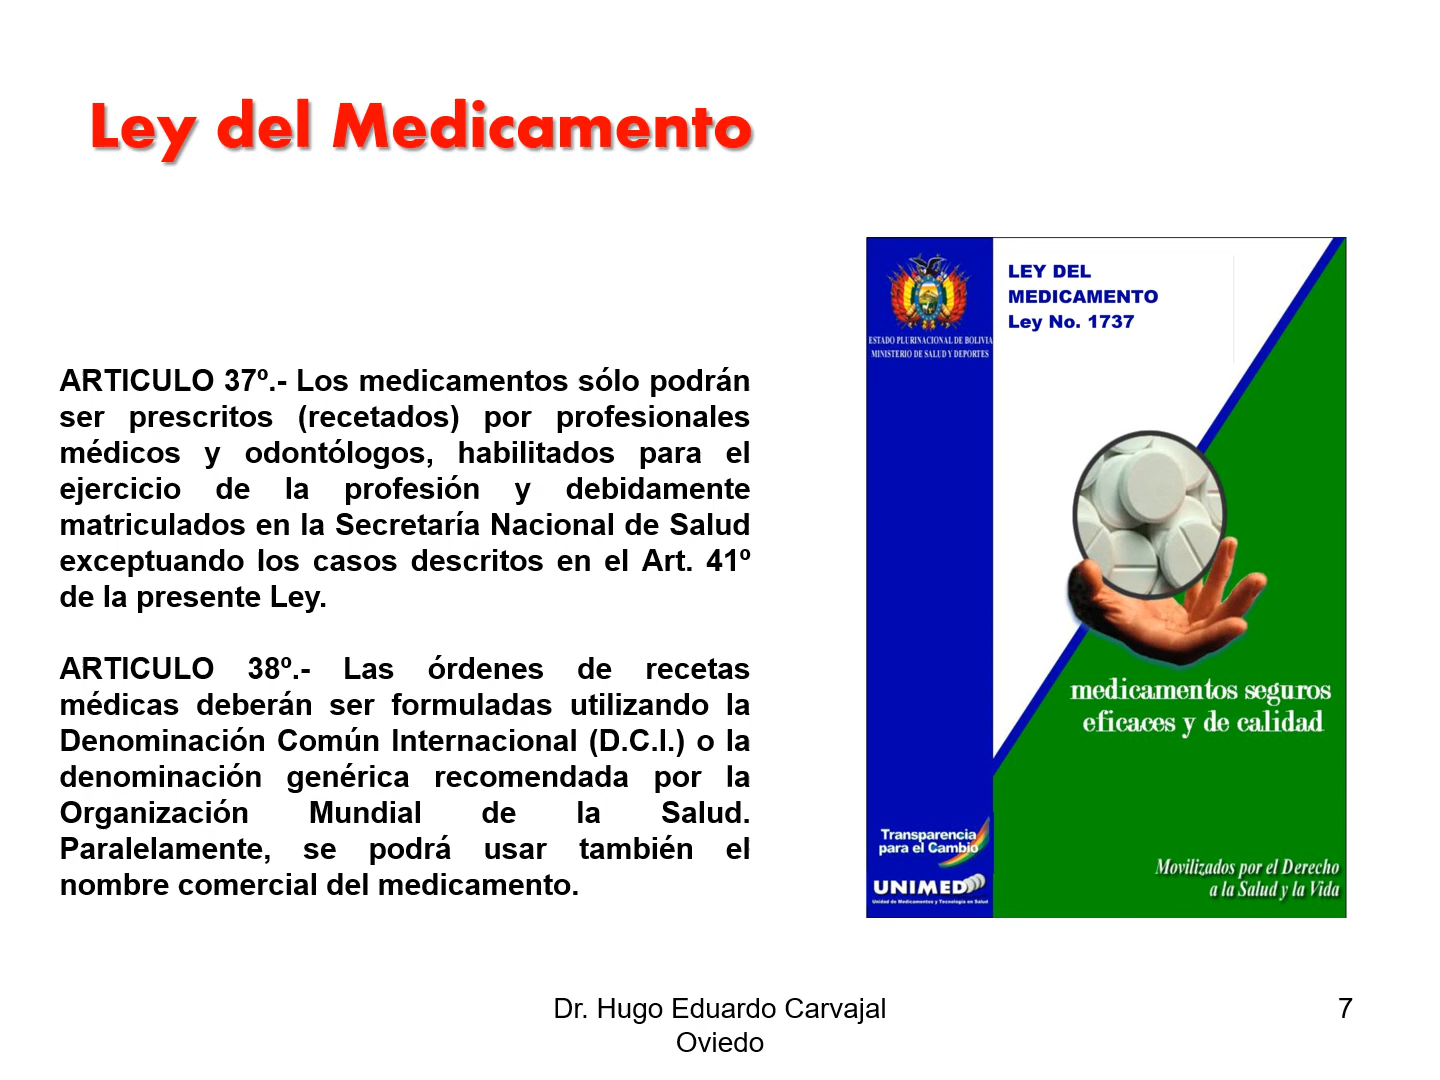 Ley del Medicamento
ARTICULO 37º.- Los medicamentos sólo podrán
ser prescritos (recetados) por profesionales
médicos y odontólogos, habilitados para el
ejercicio de la profesión y debidamente
matriculados en la Secretaría Nacional de Salud
exceptuando los casos descritos en el Art. 41º
de la presente Ley.
ARTICULO 38º.- Las órdenes de recetas
médicas deberán ser formuladas utilizando la
Denominación Común Internacional (D.C.I.) o la
denominación genérica recomendada por la
Organización Mundial de la Salud.
Paralelamente, se podrá usar también el
nombre comercial del medicamento.
ESTADO PLURINACIONAL DE BOLIVIA
MINISTERIO DE SALUD Y DEPORTES
LEY DEL
MEDICAMENTO
Ley No. 1737
medicamentos seguros
eficaces y de calidad
Transparencia
para el Cambio
UNIMED
Unidad de Medicamentos y Tecnología en Salud
Movilizados por el Derecho
a la Salud y la Vida
Dr. Hugo Eduardo Carvajal
Oviedo
7